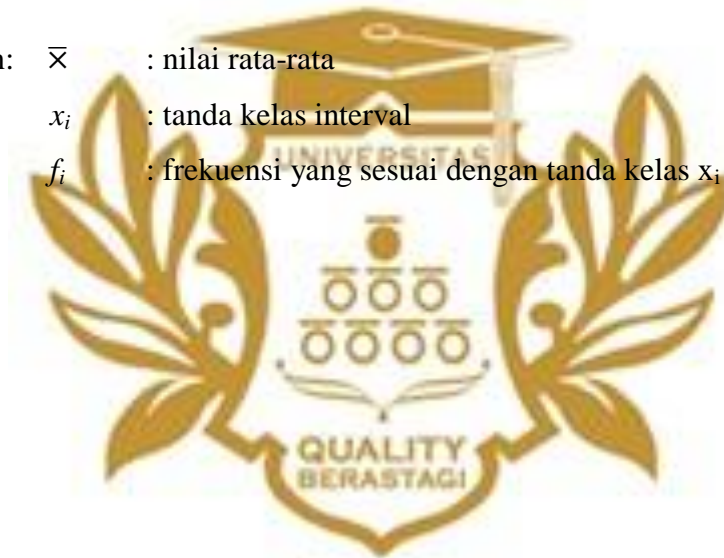 n: x̅ : nilai rata-rata
xᵢ : tanda kelas interval
fᵢ : frekuensi yang sesuai dengan tanda kelas xᵢ
UNIVERSITAS
QUALITY
BERASTAGI